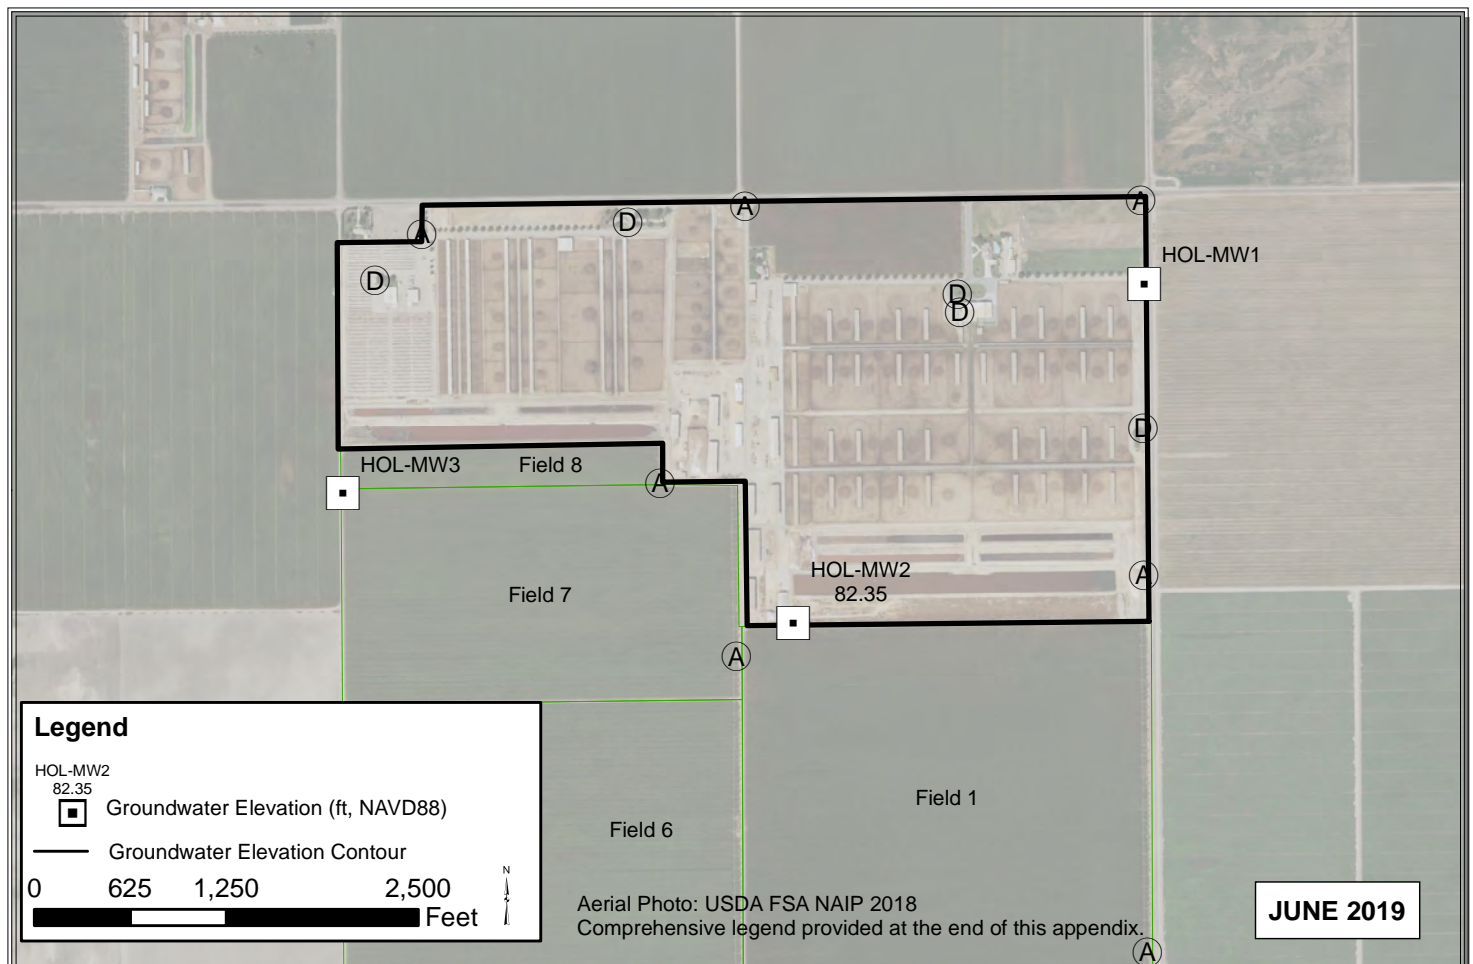 A
A
A
D
HOL-MW1
D
D
D
D
HOL-MW3
Field 8
A
HOL-MW2
82.35
A
Field 7
A
Legend
HOL-MW2
82.35
Groundwater Elevation (ft, NAVD88)
Groundwater Elevation Contour
0 625 1,250 2,500
Feet
N
Field 1
Field 6
Aerial Photo: USDA FSA NAIP 2018
Comprehensive legend provided at the end of this appendix.
JUNE 2019
A